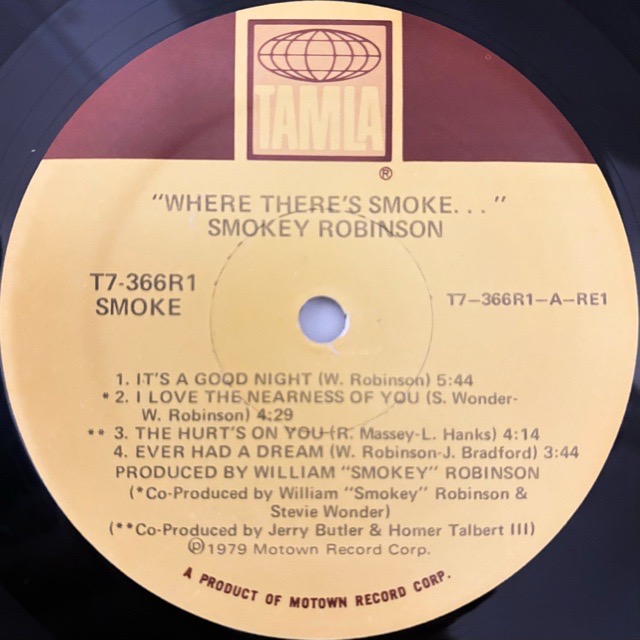 TAMLA
®
"WHERE THERE'S SMOKE..."
SMOKEY ROBINSON
T7-366R1
SMOKE
T7-366R1-A-RE1
1. IT'S A GOOD NIGHT (W. Robinson) 5:44
* 2. I LOVE THE NEARNESS OF YOU (S. Wonder-
W. Robinson) 4:29
** 3. THE HURT'S ON YOU (R. Massey-L. Hanks) 4:14
4. EVER HAD A DREAM (W. Robinson-J. Bradford) 3:44
PRODUCED BY WILLIAM "SMOKEY" ROBINSON
(*Co-Produced by William "Smokey" Robinson &
Stevie Wonder)
(**Co-Produced by Jerry Butler & Homer Talbert III)
℗1979 Motown Record Corp.
A PRODUCT OF MOTOWN RECORD CORP.